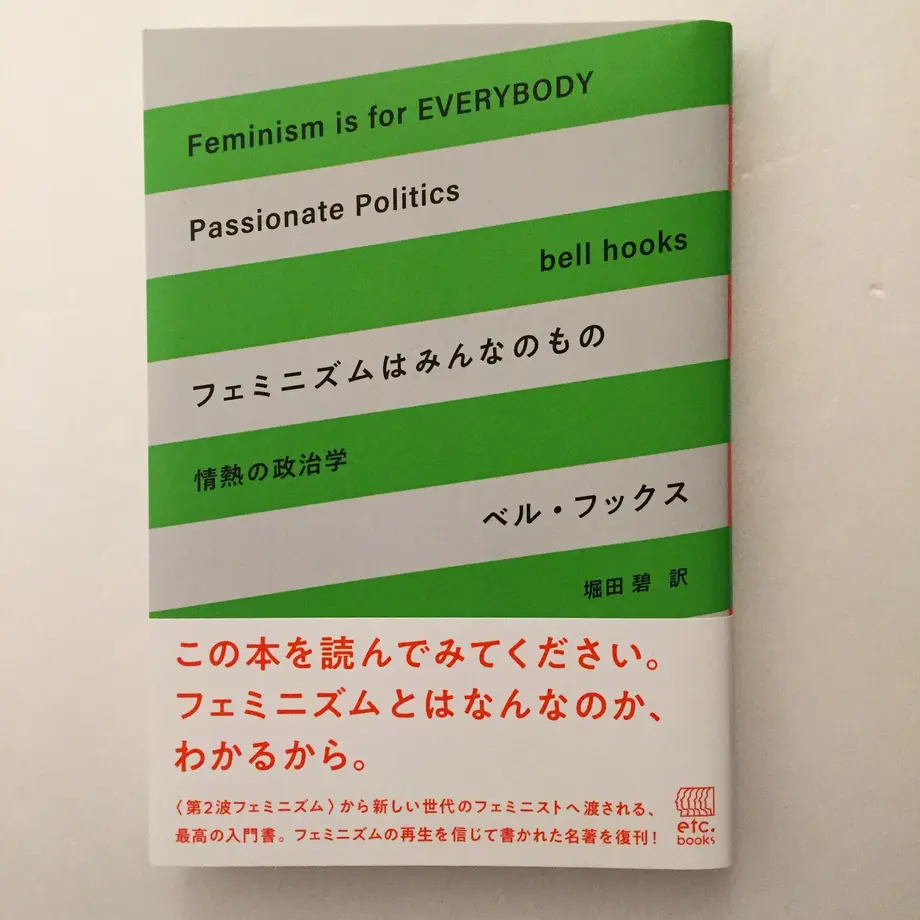 Feminism is for EVERYBODY
Passionate Politics
bell hooks
フェミニズムはみんなのもの
情熱の政治学
ベル・フックス
堀田 碧 訳
この本を読んでみてください。
フェミニズムとはなんなのか、
わかるから。
〈第2波フェミニズム〉から新しい世代のフェミニストへ渡される、
最高の入門書。フェミニズムの再生を信じて書かれた名著を復刊!
etc.
books